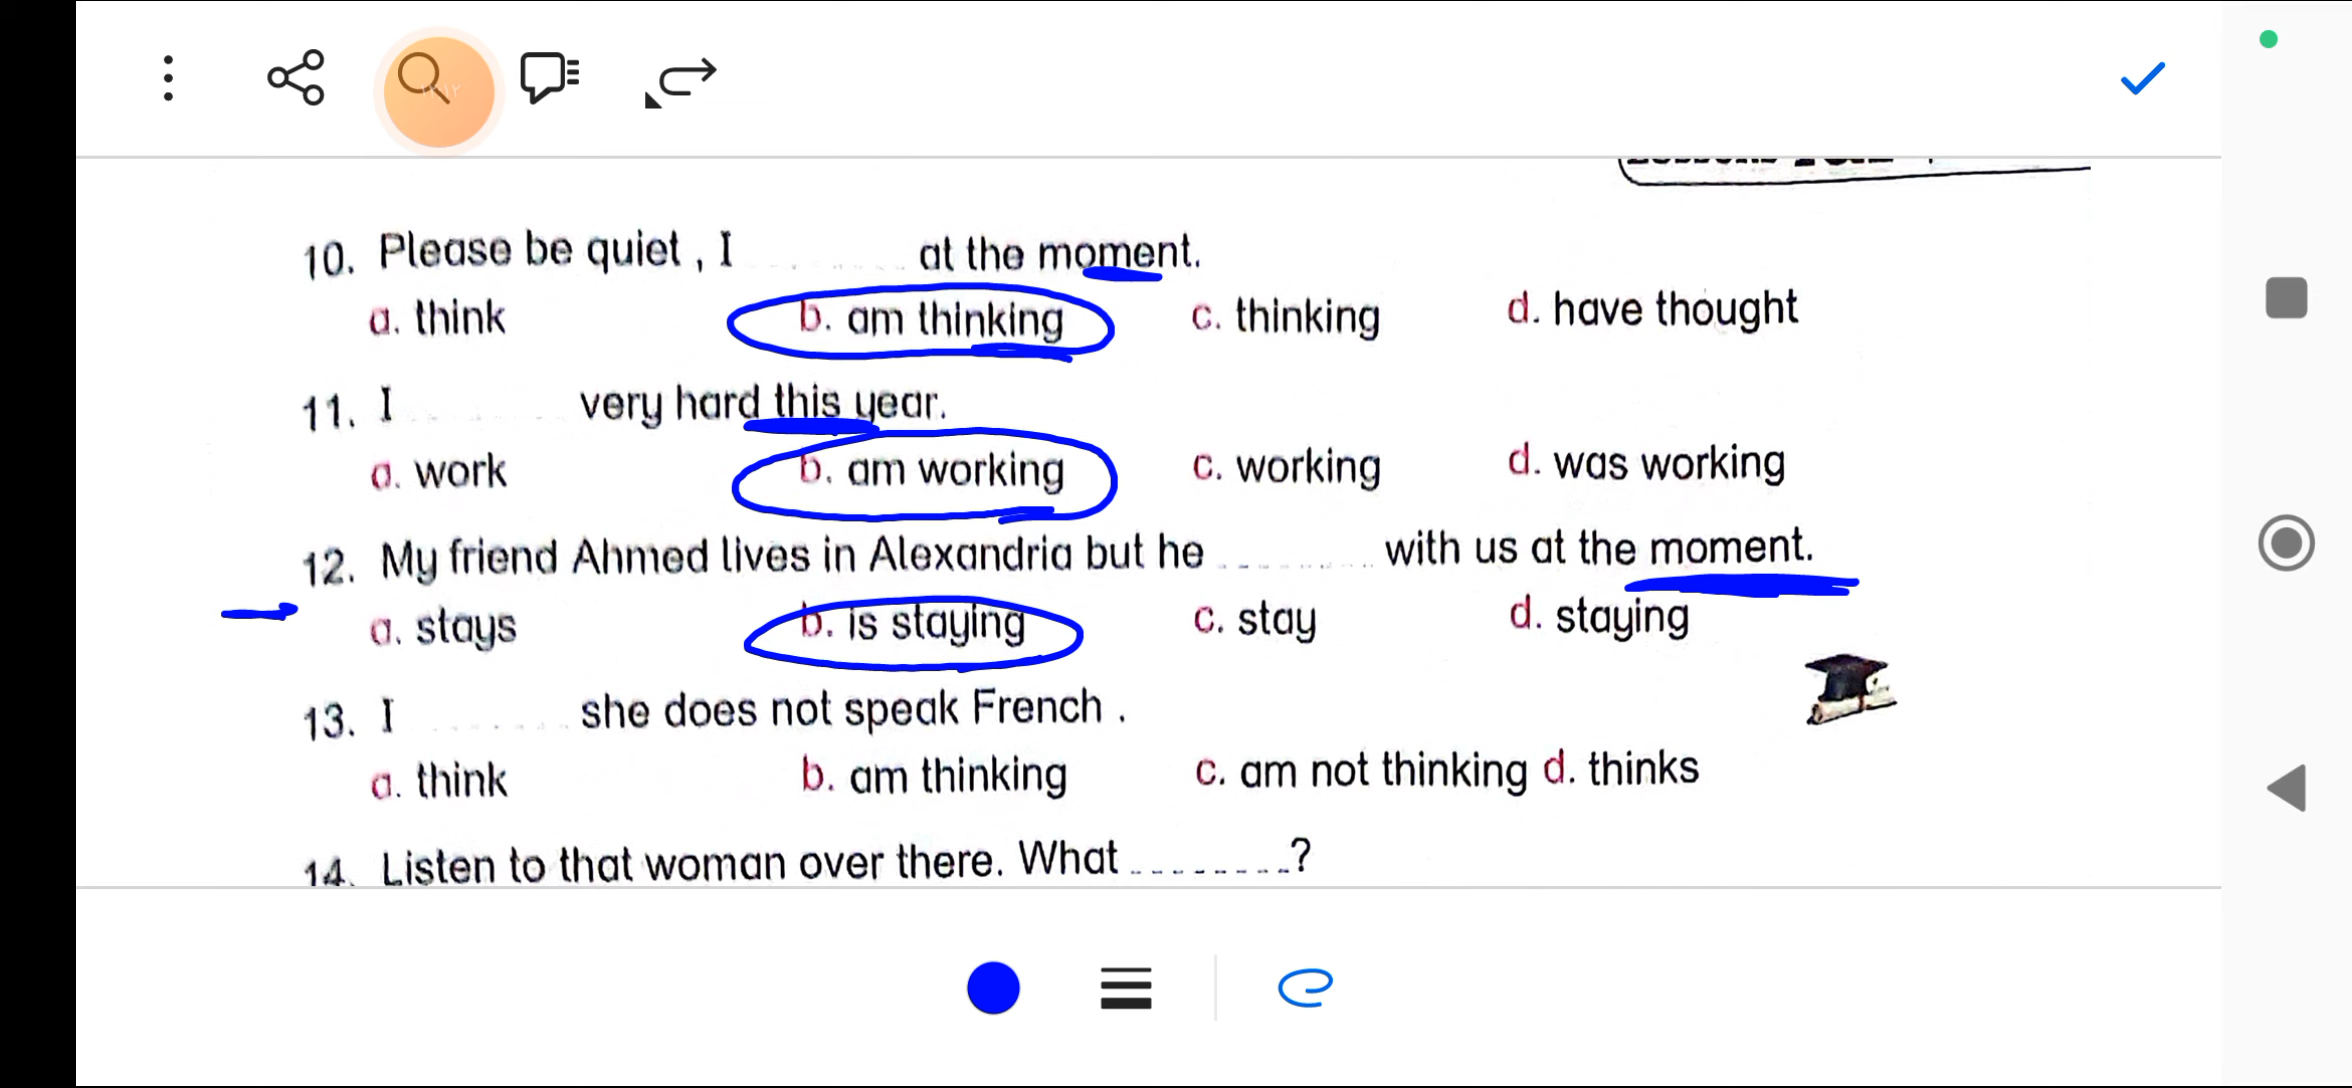 10. Please be quiet , I ........ at the moment.
a. think b. am thinking c. thinking d. have thought
11. I ........ very hard this year.
a. work b. am working c. working d. was working
12. My friend Ahmed lives in Alexandria but he ........ with us at the moment.
a. stays b. is staying c. stay d. staying
13. I ........ she does not speak French .
a. think b. am thinking c. am not thinking d. thinks
14. Listen to that woman over there. What ........?